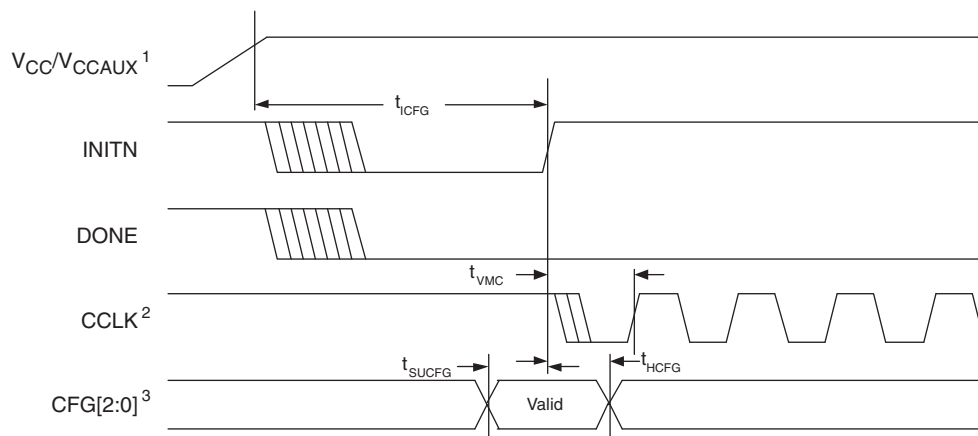 VCC/VCCAUX 1
tICFG
INITN
DONE
tVMC
CCLK 2
tSUCFG
tHCFG
CFG[2:0] 3
Valid